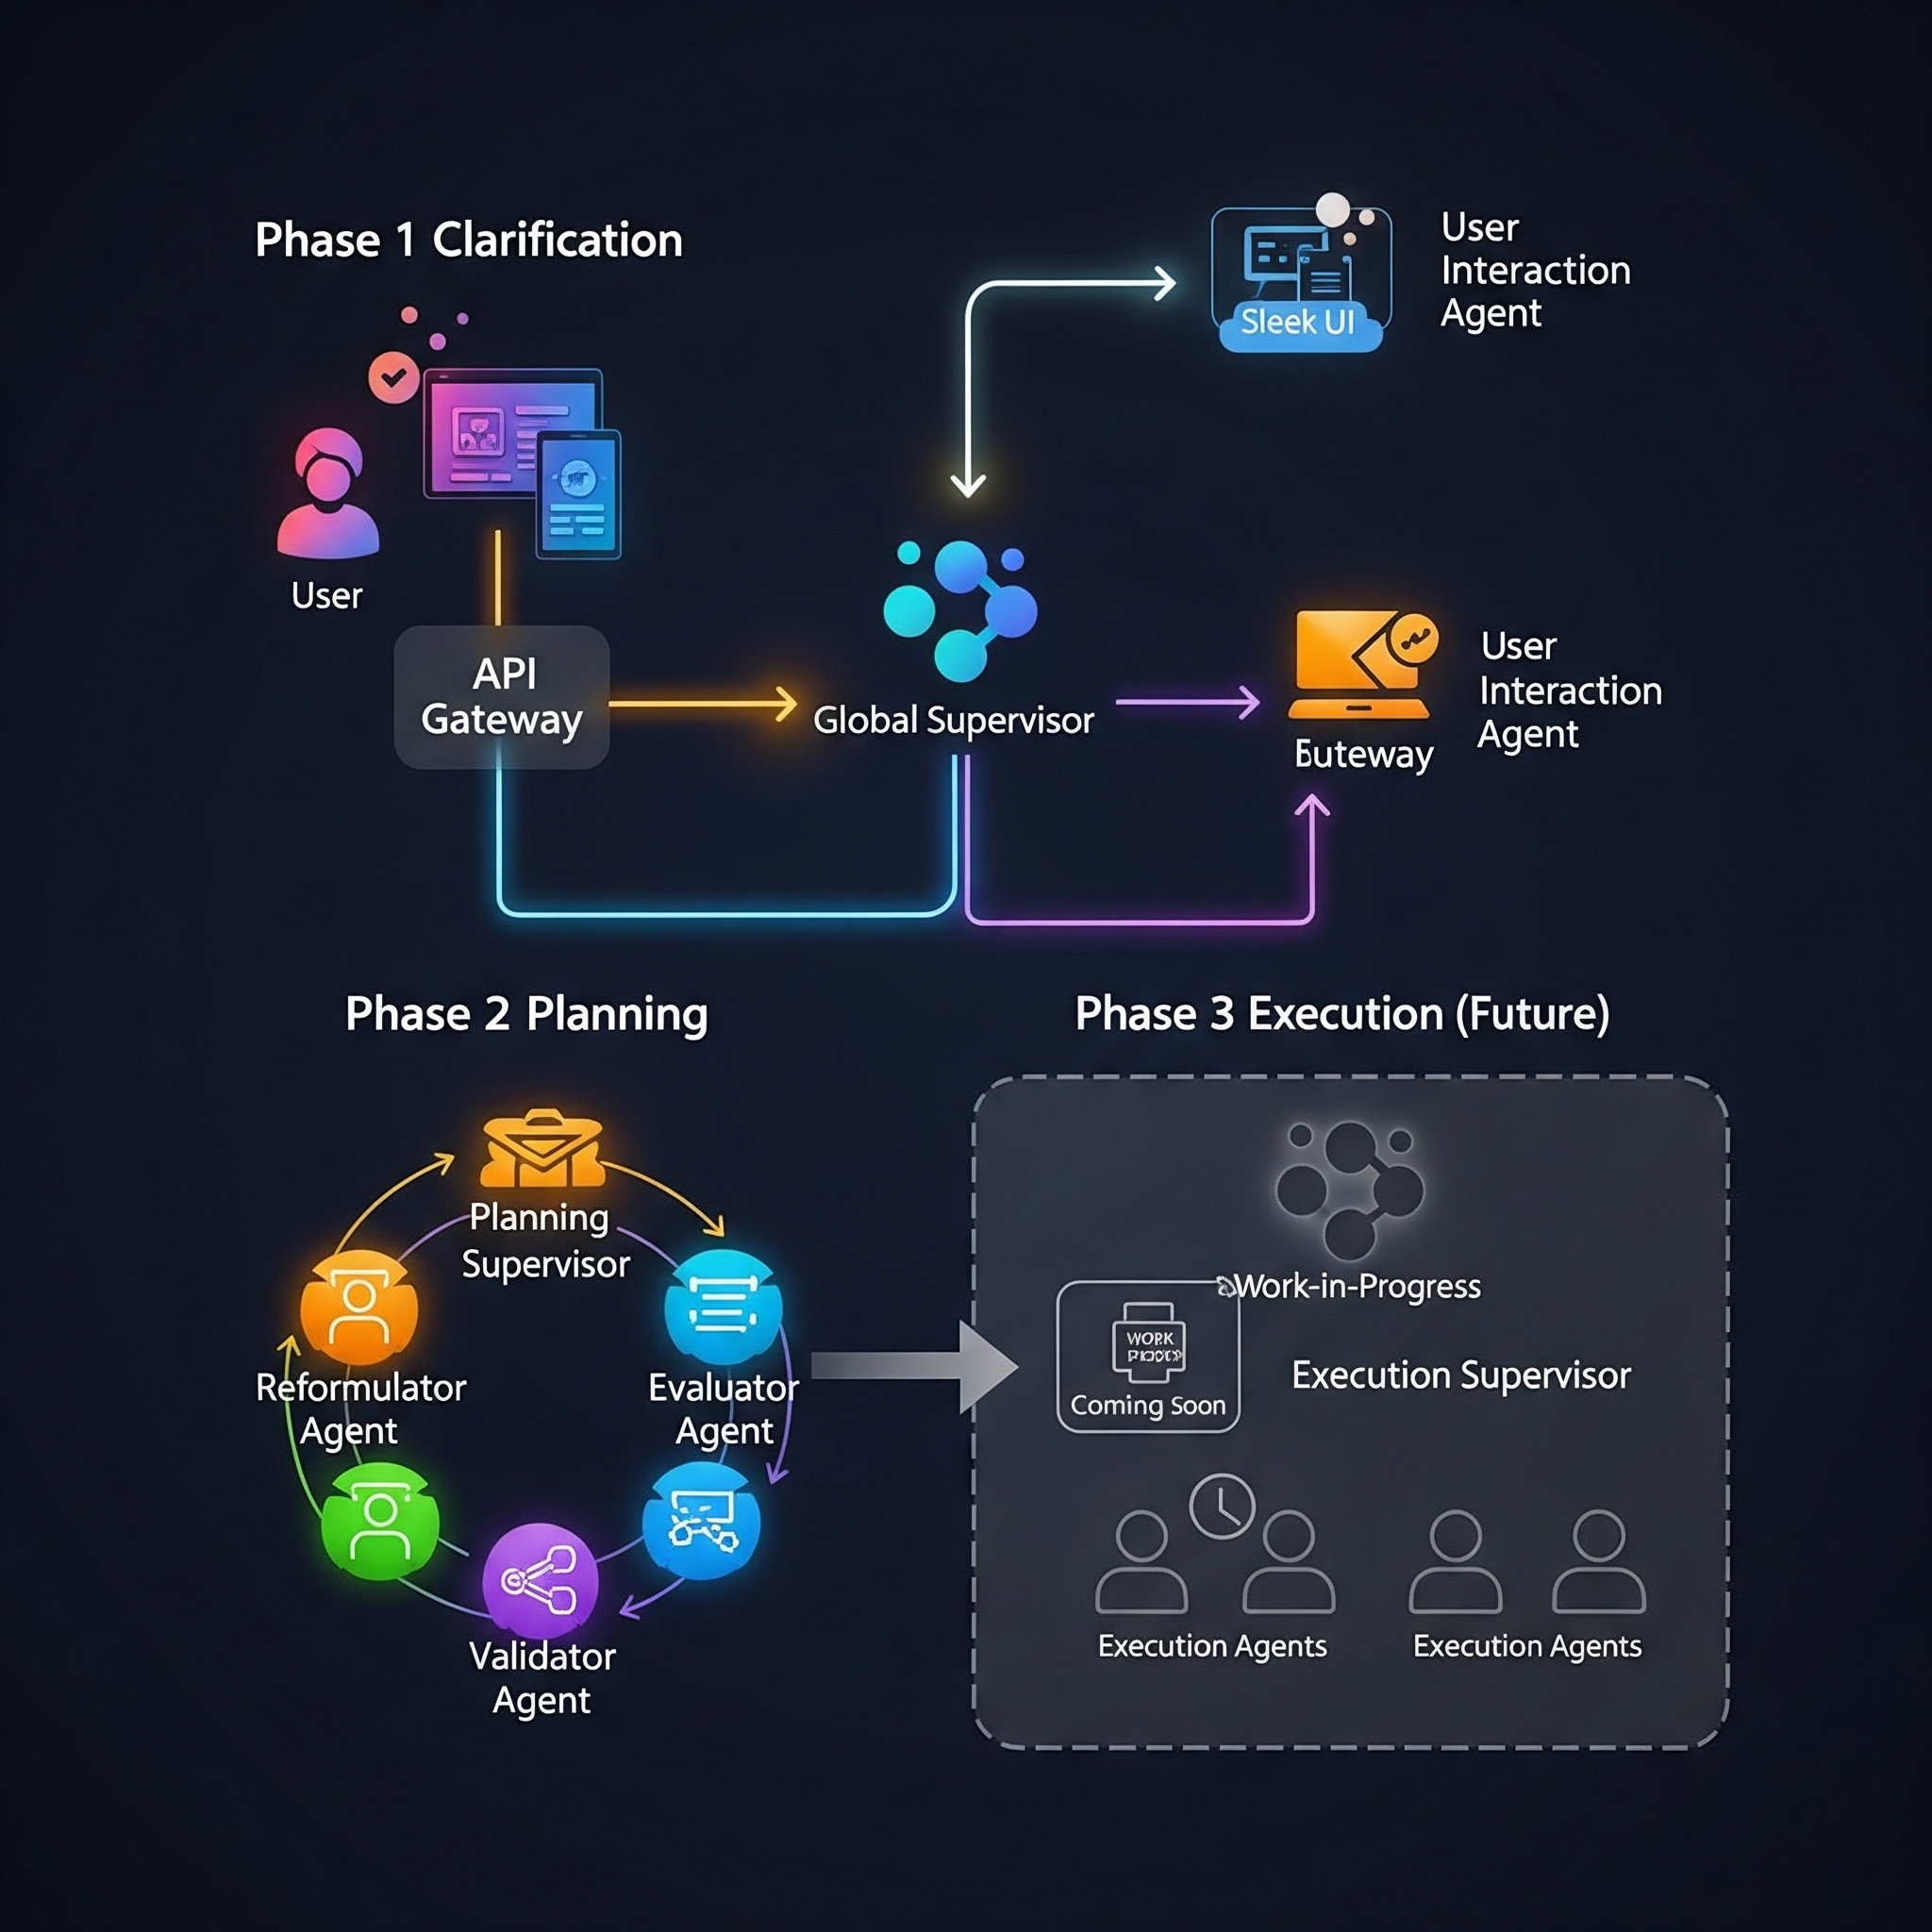 Phase 1 Clarification
User
Interaction
Agent
Sleek UI
User
API
Gateway
Global Supervisor
User
Interaction
Agent
Buteway
Phase 2 Planning
Phase 3 Execution (Future)
Planning
Supervisor
Reformulator
Agent
Evaluator
Agent
Validator
Agent
Work-in-Progress
WORK
Coming Soon
Execution Supervisor
Execution Agents
Execution Agents